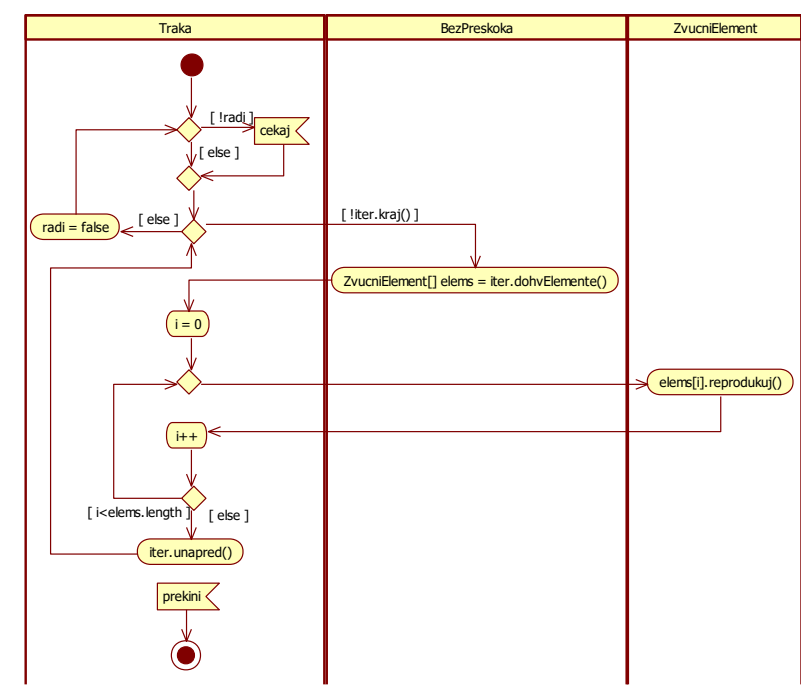 Traka
BezPreskoka
ZvucniElement
[ !radi ]
cekaj
[ else ]
[ !iter.kraj() ]
[ else ]
radi = false
ZvucniElement[] elems = iter.dohvElemente()
i = 0
elems[i].reprodukuj()
i++
[ i<elems.length ]
[ else ]
iter.unapred()
prekini